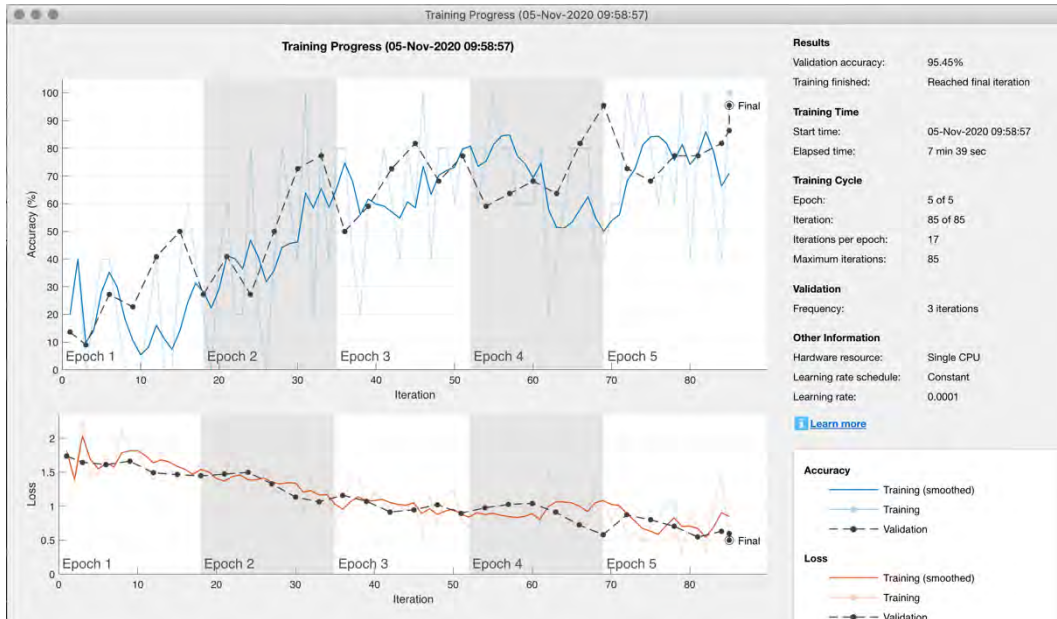 Training Progress (05-Nov-2020 09:58:57)
Training Progress (05-Nov-2020 09:58:57)
100
90
80
70
60
50
40
30
20
10
0
Accuracy (%)
Final
Epoch 1 Epoch 2 Epoch 3 Epoch 4 Epoch 5
0 10 20 30 40 50 60 70 80
Iteration
2
1.5
1
0.5
0
Loss
Final
Epoch 1 Epoch 2 Epoch 3 Epoch 4 Epoch 5
0 10 20 30 40 50 60 70 80
Iteration
Results
Validation accuracy: 95.45%
Training finished: Reached final iteration
Training Time
Start time: 05-Nov-2020 09:58:57
Elapsed time: 7 min 39 sec
Training Cycle
Epoch: 5 of 5
Iteration: 85 of 85
Iterations per epoch: 17
Maximum iterations: 85
Validation
Frequency: 3 iterations
Other Information
Hardware resource: Single CPU
Learning rate schedule: Constant
Learning rate: 0.0001
i Learn more
Accuracy
Training (smoothed)
Training
Validation
Loss
Training (smoothed)
Training
Validation